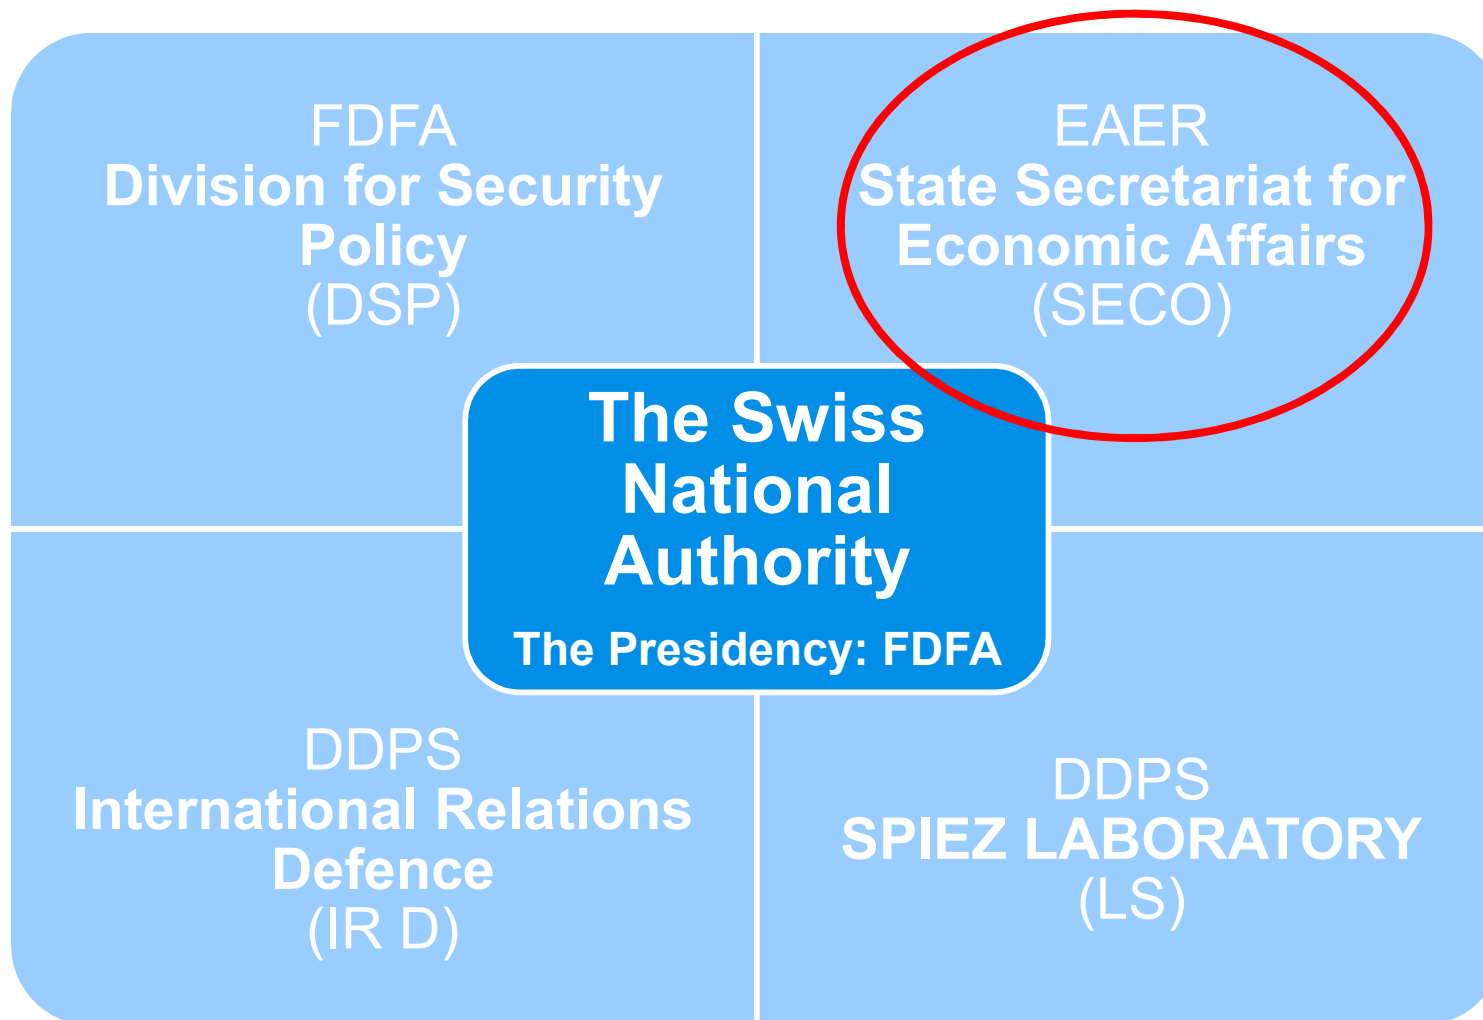 FDFA
Division for Security
Policy
(DSP)
EAER
State Secretariat for
Economic Affairs
(SECO)
The Swiss
National
Authority
The Presidency: FDFA
DDPS
International Relations
Defence
(IR D)
DDPS
SPIEZ LABORATORY
(LS)